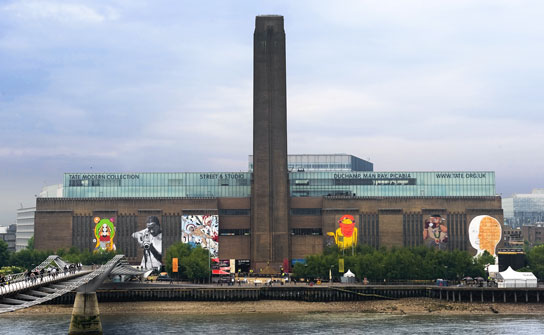 TATE MODERN COLLECTION STREET & STUDIO DUCHAMP, MAN RAY, PICABIA WWW.TATE.ORG.UK